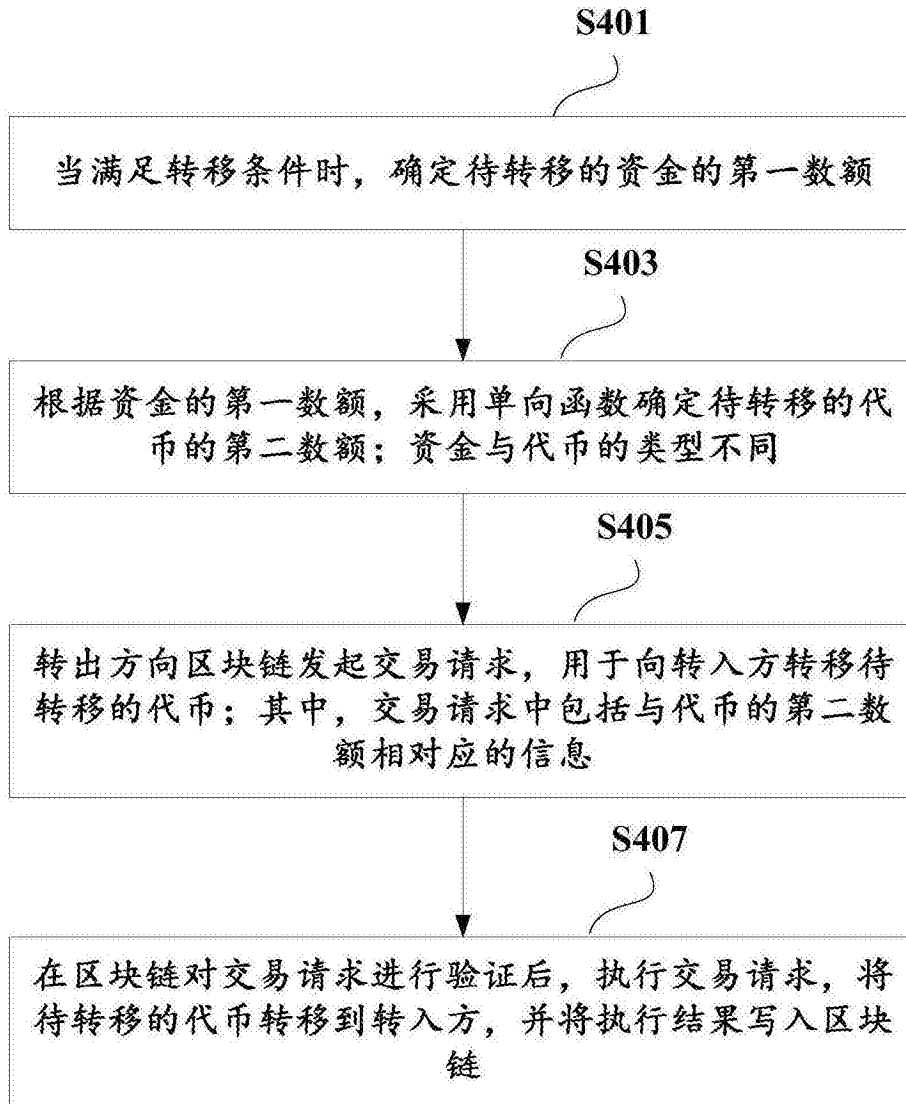 S401
当满足转移条件时，确定待转移的资金的第一数额
S403
根据资金的第一数额，采用单向函数确定待转移的代
币的第二数额；资金与代币的类型不同
S405
转出方向区块链发起交易请求，用于向转入方转移待
转移的代币；其中，交易请求中包括与代币的第二数
额相对应的信息
S407
在区块链对交易请求进行验证后，执行交易请求，将
待转移的代币转移到转入方，并将执行结果写入区块
链